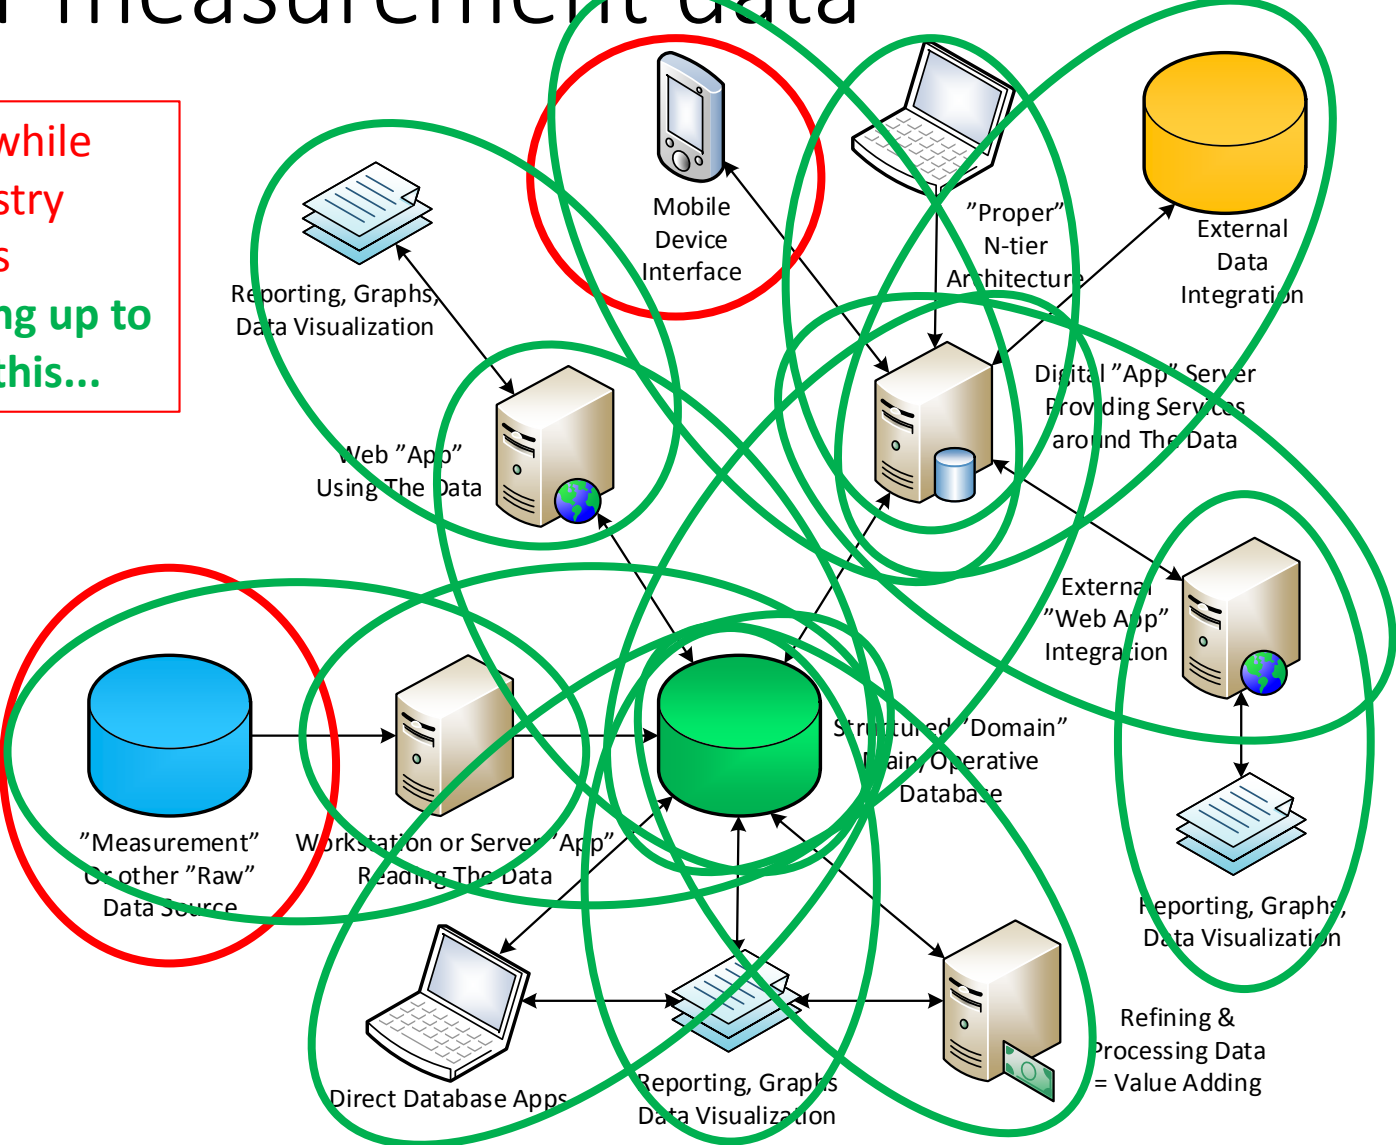 measurement data
while
stry
s
ng up to
this...
Mobile
Device
Interface
”Proper”
N-tier
Architecture
External
Data
Integration
Reporting, Graphs,
Data Visualization
Digital ”App” Server
Providing Services
around The Data
Web ”App”
Using The Data
External
”Web App”
Integration
Structured ”Domain”
Main/Operative
Database
”Measurement”
Or other ”Raw”
Data Source
Workstation or Server ”App”
Reading The Data
Reporting, Graphs,
Data Visualization
Refining &
Processing Data
= Value Adding
Direct Database Apps
Reporting, Graphs
Data Visualization